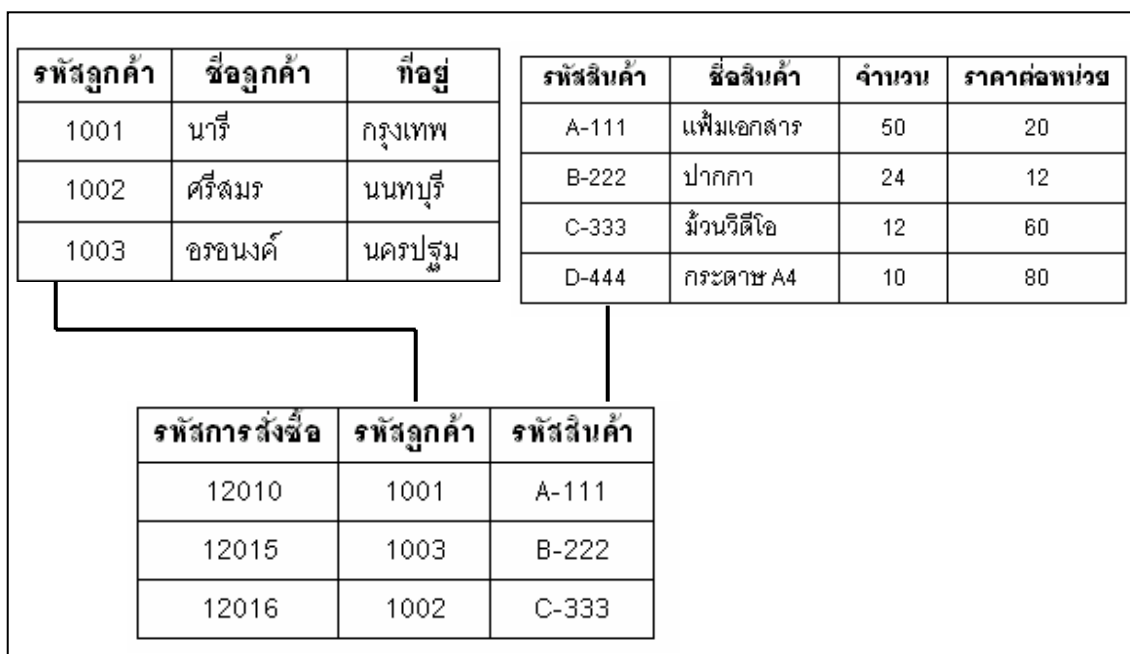 รหัสลูกค้า ชื่อลูกค้า ที่อยู่
1001 นารี กรุงเทพ
1002 ศรีสมร นนทบุรี
1003 อรอนงค์ นครปฐม
รหัสสินค้า ชื่อสินค้า จำนวน ราคาต่อหน่วย
A-111 แฟ้มเอกสาร 50 20
B-222 ปากกา 24 12
C-333 ม้วนวิดีโอ 12 60
D-444 กระดาษ A4 10 80
รหัสการสั่งซื้อ รหัสลูกค้า รหัสสินค้า
12010 1001 A-111
12015 1003 B-222
12016 1002 C-333